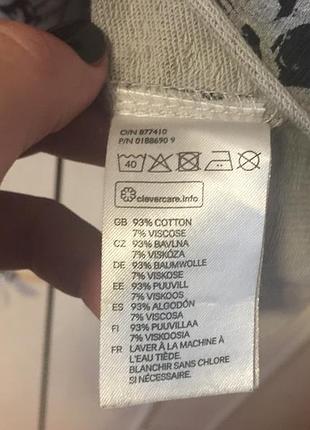 O/N 877410
P/N 0188690 9
40
clevercare.info
GB 93% COTTON
7% VISCOSE
CZ 93% BAVLNA
7% VISKÓZA
DE 93% BAUMWOLLE
7% VISKOSE
EE 93% PUUVILL
7% VISKOOS
ES 93% ALGODÓN
7% VISCOSA
FI 93% PUUVILLAA
7% VISKOOSIA
FR LAVER À LA MACHINE À
L'EAU TIÈDE.
BLANCHIR SANS CHLORE
SI NÉCESSAIRE.